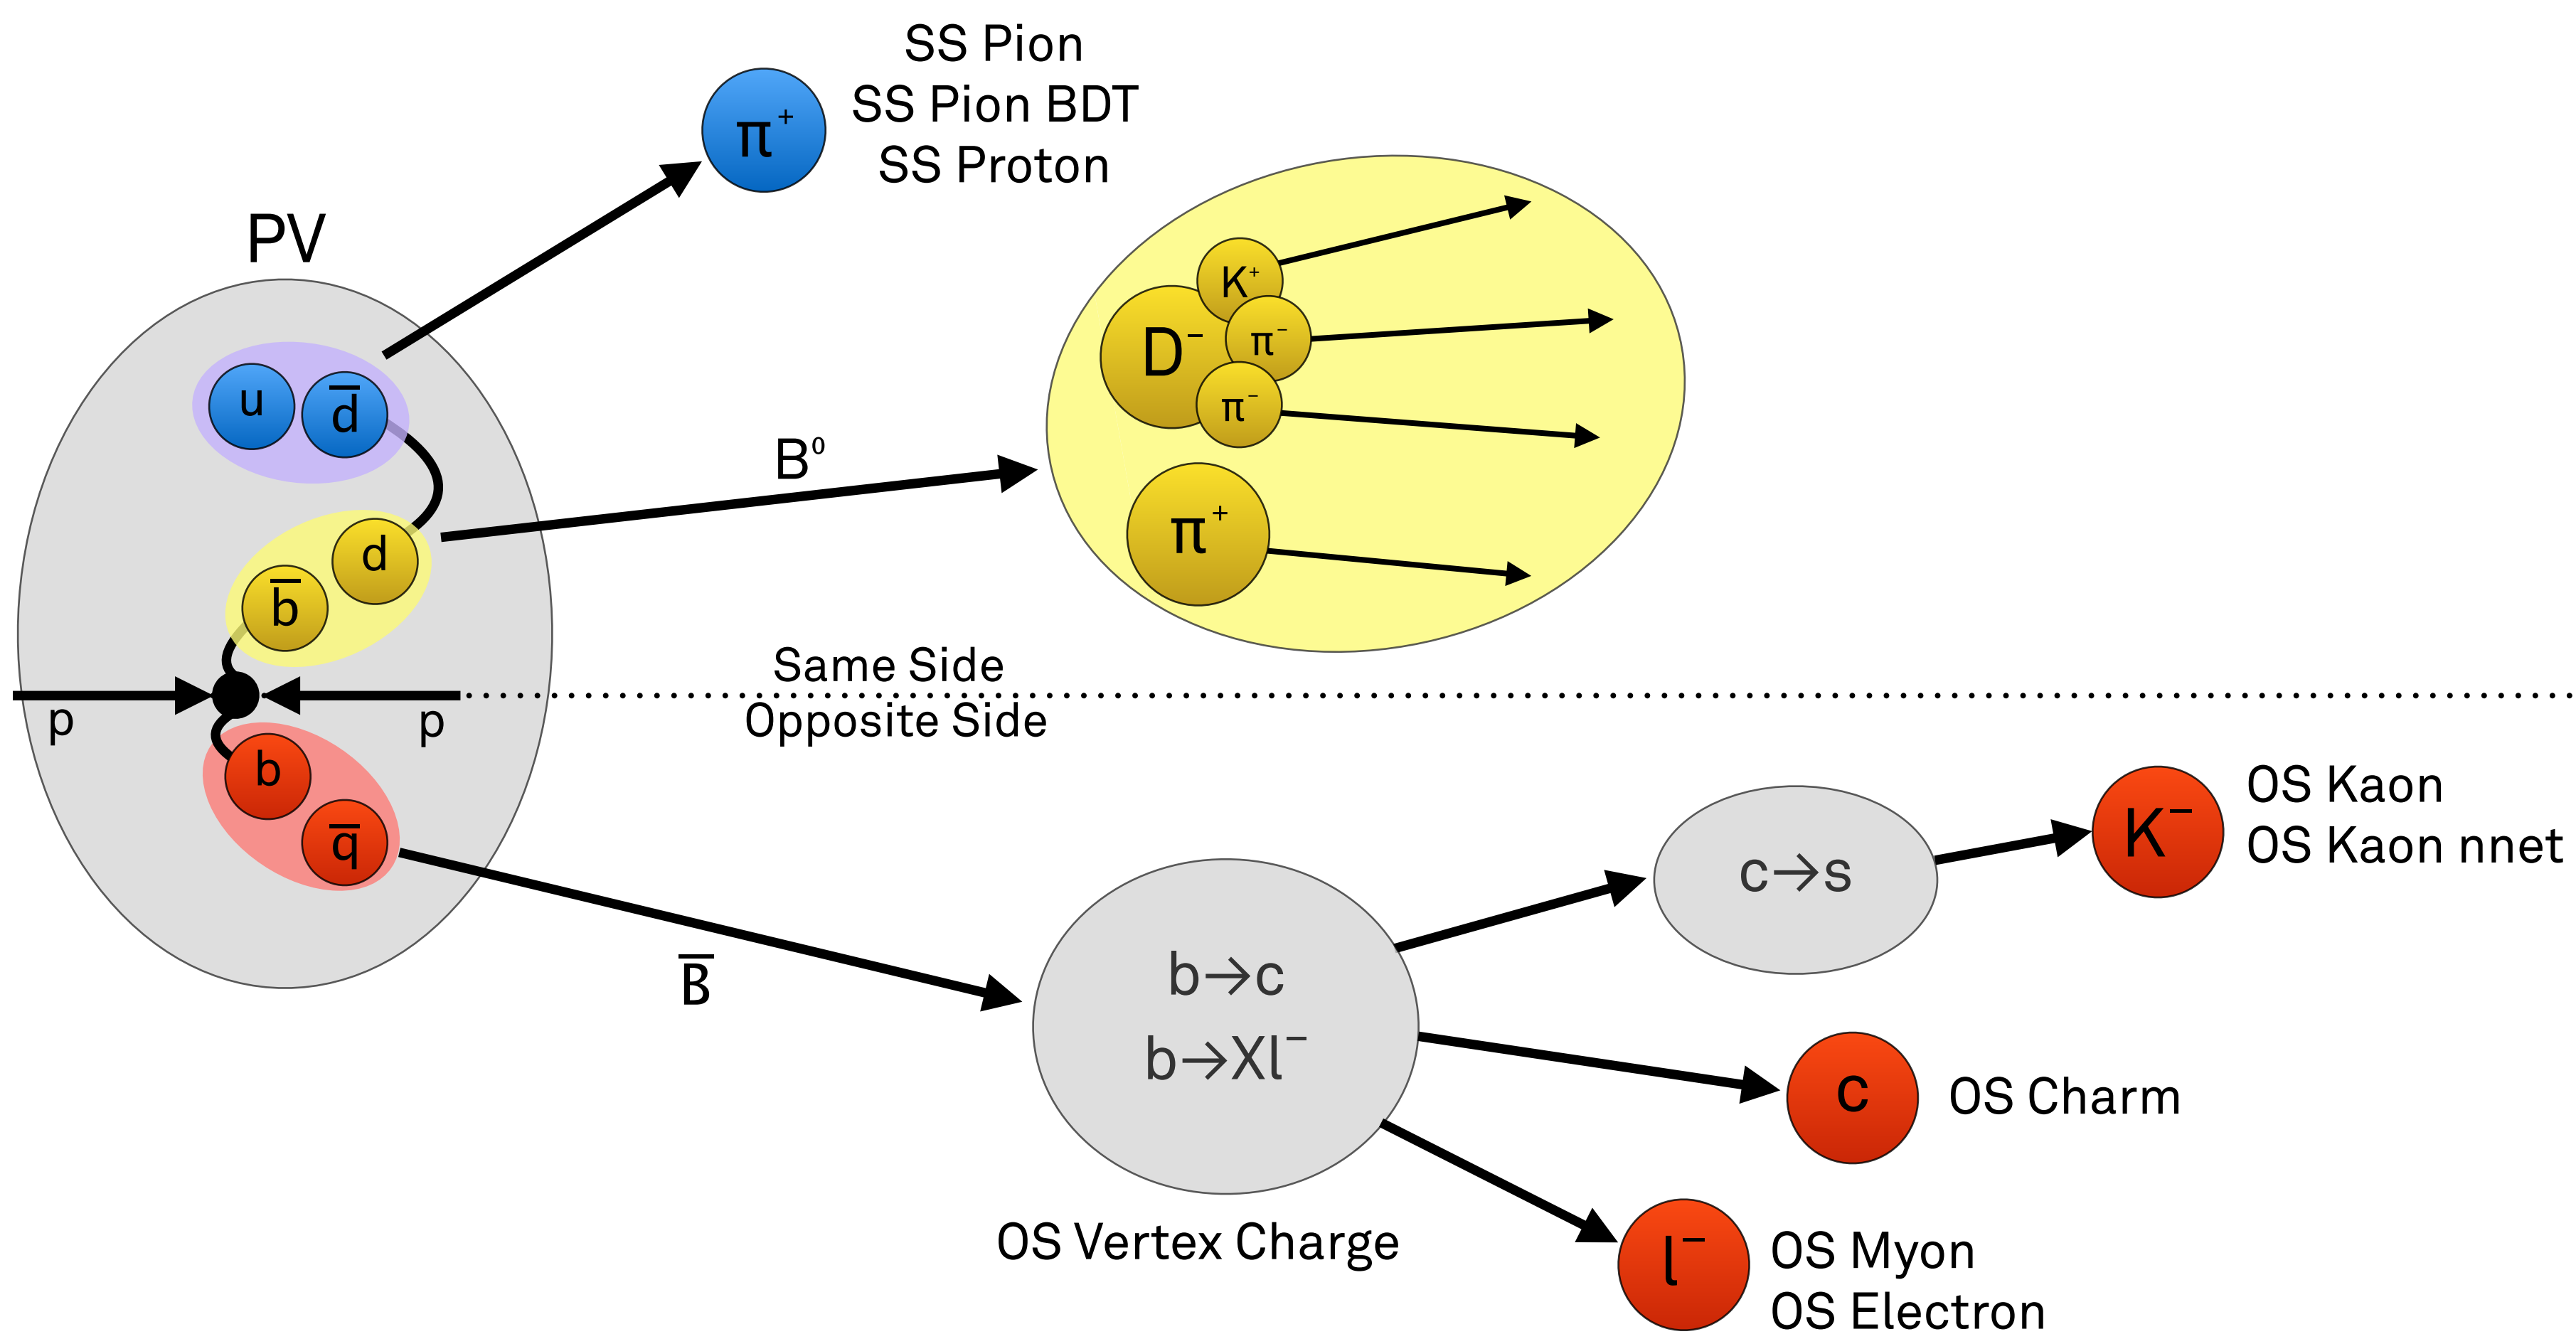 SS Pion
SS Pion BDT
SS Proton
π⁺
PV
u
d̅
d
b̅
B⁰
K⁺
D⁻
π⁻
π⁻
π⁺
Same Side
Opposite Side
p
p
b
q̅
B̅
b→c
b→Xl⁻
OS Vertex Charge
c→s
K⁻
OS Kaon
OS Kaon nnet
c
OS Charm
l⁻
OS Myon
OS Electron